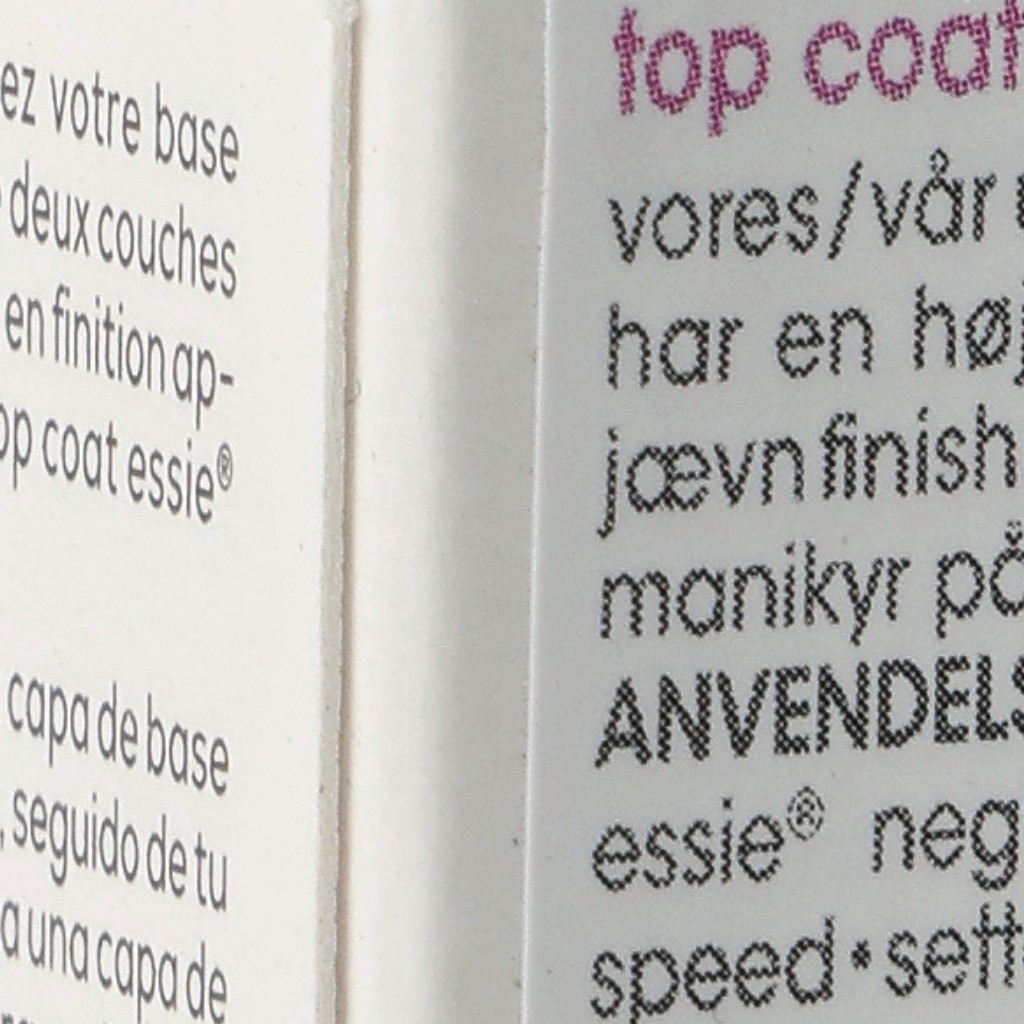 ez votre base
deux couches
en finition ap-
op coat essie®
capa de base
, seguido de tu
a una capa de
top coat
vores/vår
har en høj
jævn finish
manikyr på
ANVENDELS
essie® neg
speed•sett